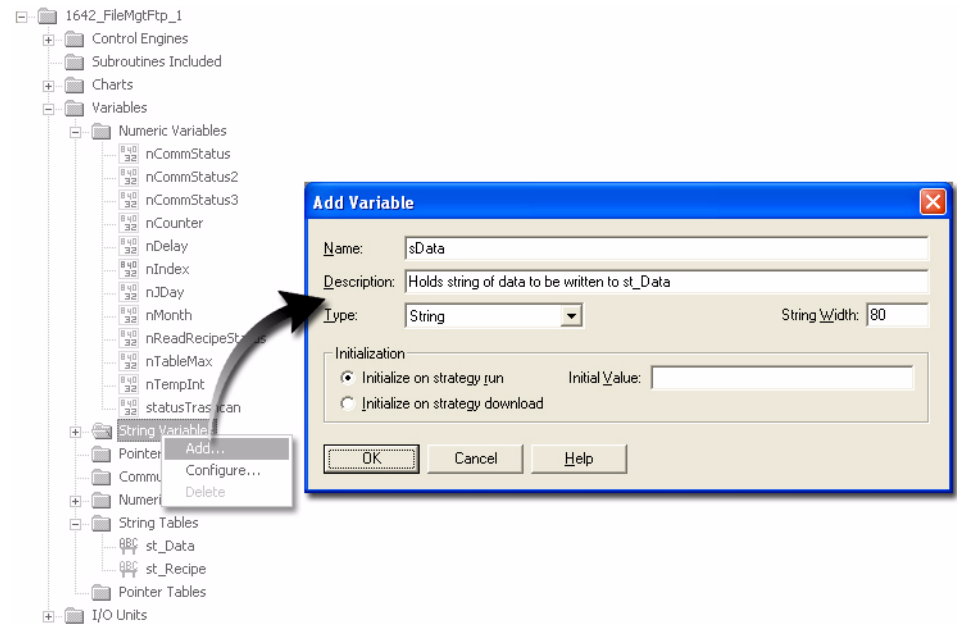 1642_FileMgtFtp_1
Control Engines
Subroutines Included
Charts
Variables
Numeric Variables
nCommStatus
nCommStatus2
nCommStatus3
nCounter
nDelay
nIndex
nJDay
nMonth
nReadRecipeStatus
nTableMax
nTempInt
statusTrashcan
String Variables
Pointer
Commu
Numeri
String Tables
st_Data
st_Recipe
Pointer Tables
I/O Units
Add...
Configure...
Delete
Add Variable
Name: sData
Description: Holds string of data to be written to st_Data
Type: String String Width: 80
Initialization
Initialize on strategy run Initial Value:
Initialize on strategy download
OK Cancel Help